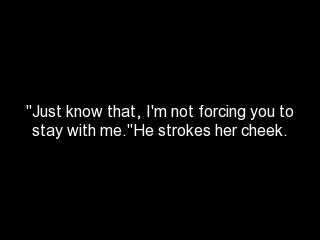 "Just know that, I'm not forcing you to
stay with me."He strokes her cheek.